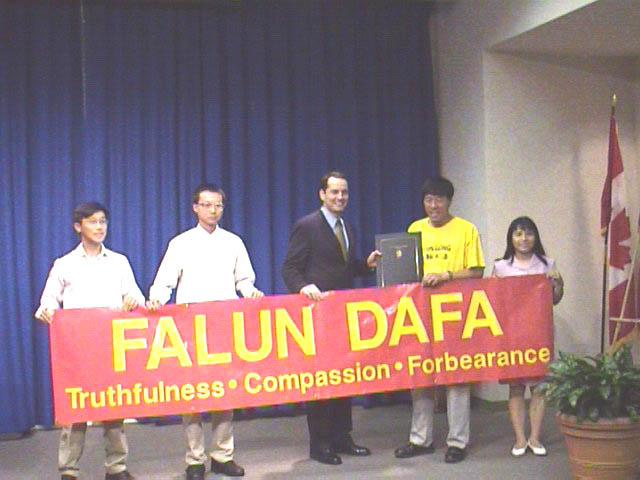 FALUN DAFA
Truthfulness • Compassion • Forbearance